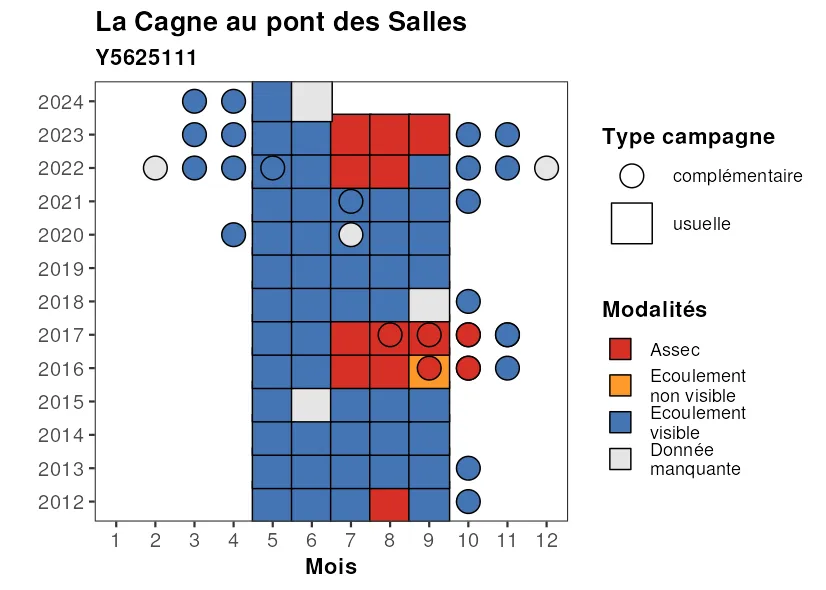 La Cagne au pont des Salles
Y5625111
2024
2023
2022
2021
2020
2019
2018
2017
2016
2015
2014
2013
2012
1 2 3 4 5 6 7 8 9 10 11 12
Mois
Type campagne
complémentaire
usuelle
Modalités
Assec
Ecoulement
non visible
Ecoulement
visible
Donnée
manquante